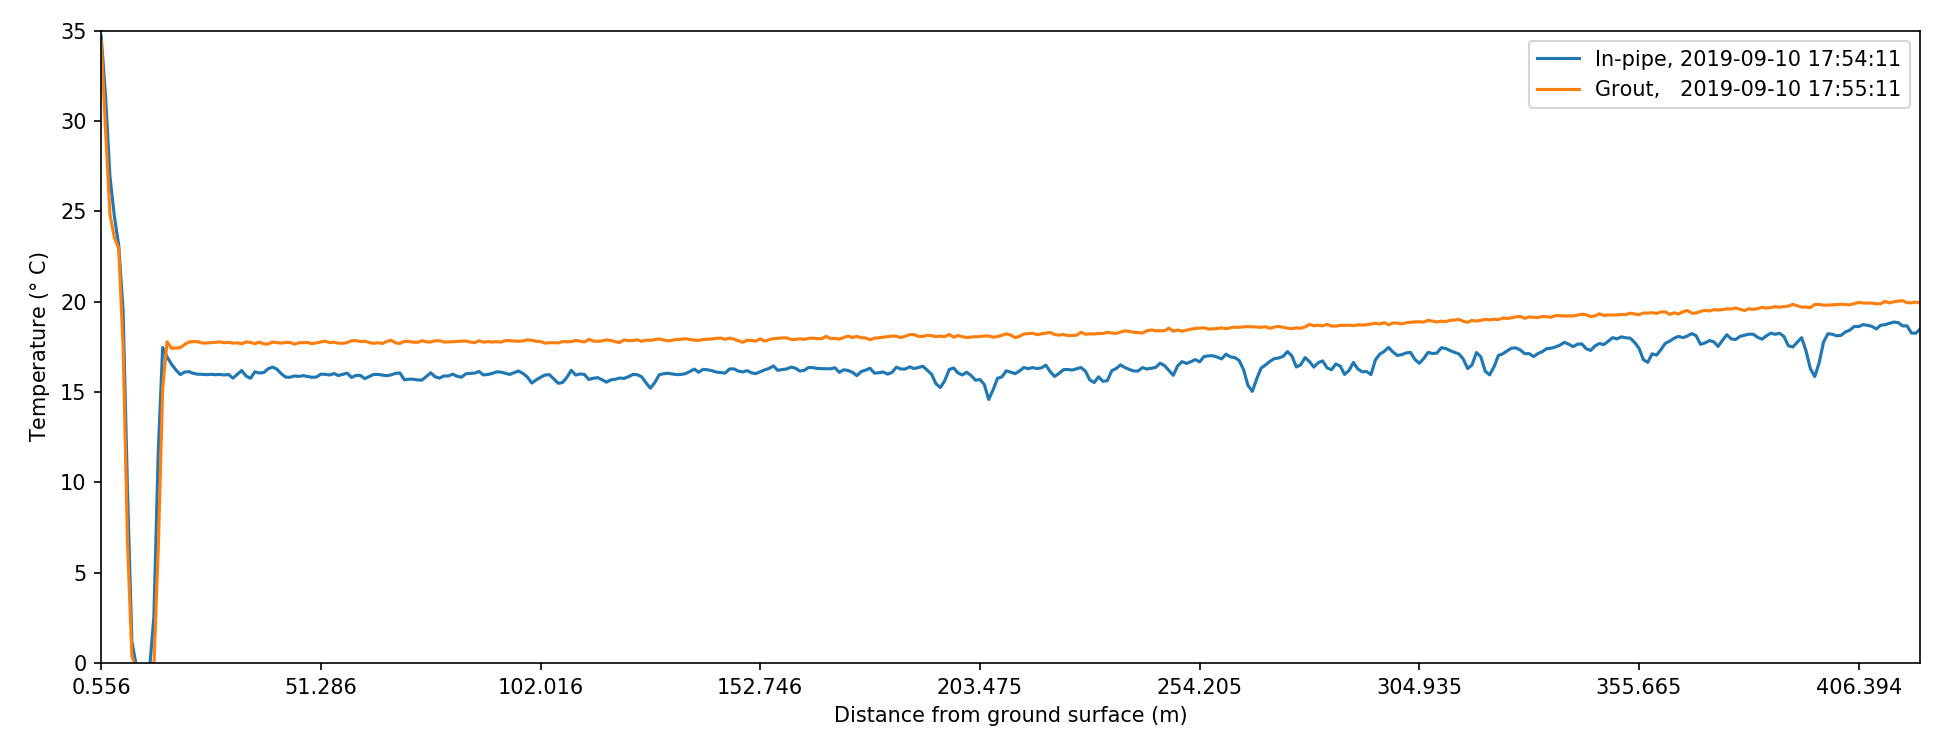 35
30
25
20
15
10
5
0
Temperature (° C)
In-pipe, 2019-09-10 17:54:11
Grout, 2019-09-10 17:55:11
0.556 51.286 102.016 152.746 203.475 254.205 304.935 355.665 406.394
Distance from ground surface (m)